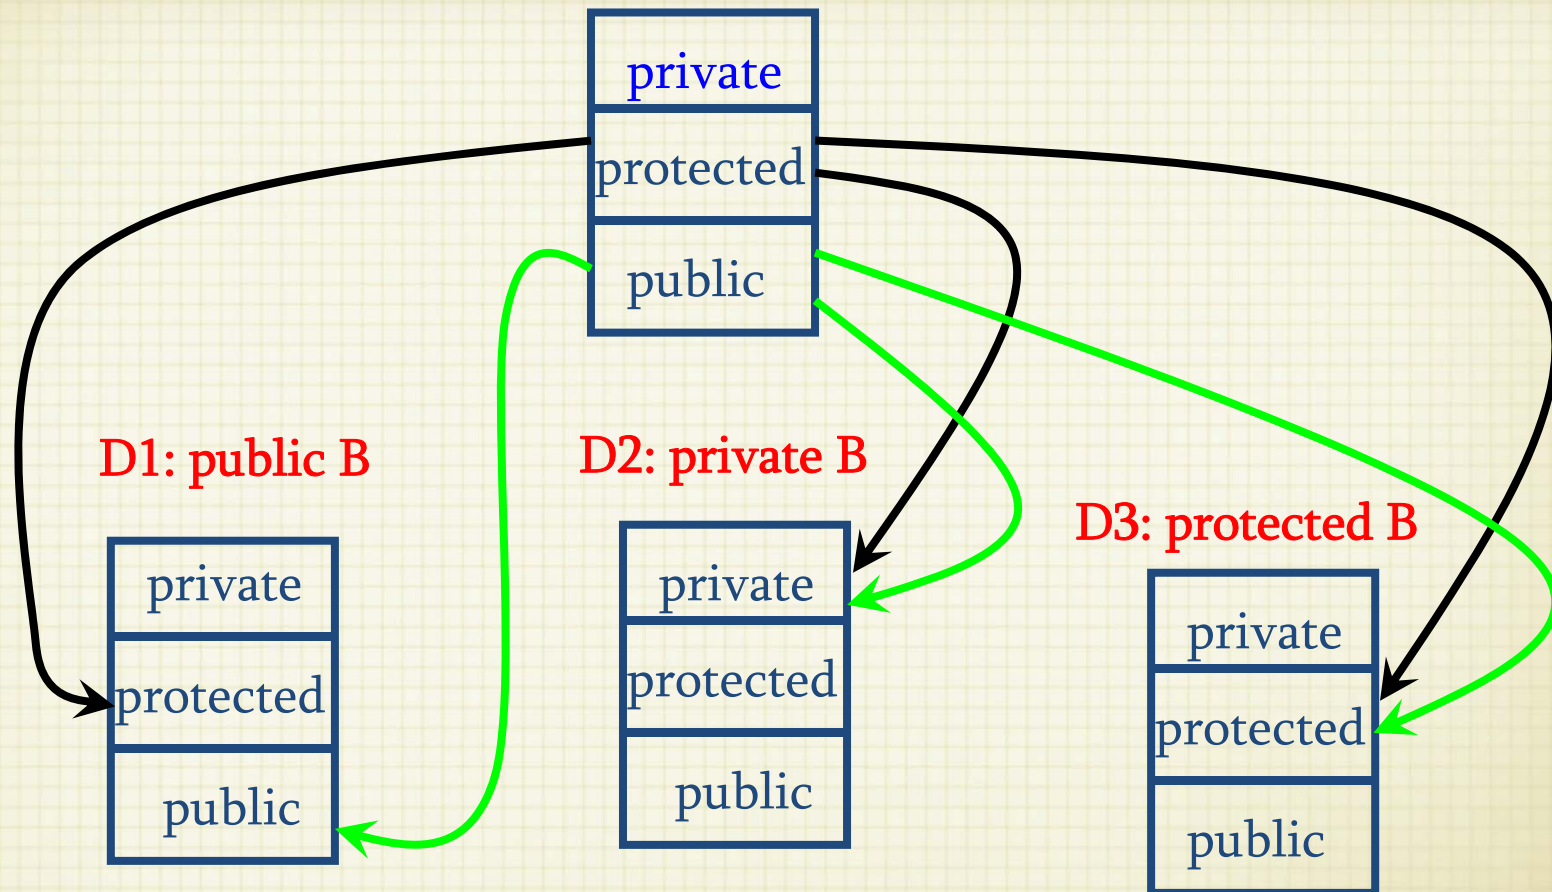 private
protected
public
D1: public B
private
protected
public
D2: private B
private
protected
public
D3: protected B
private
protected
public